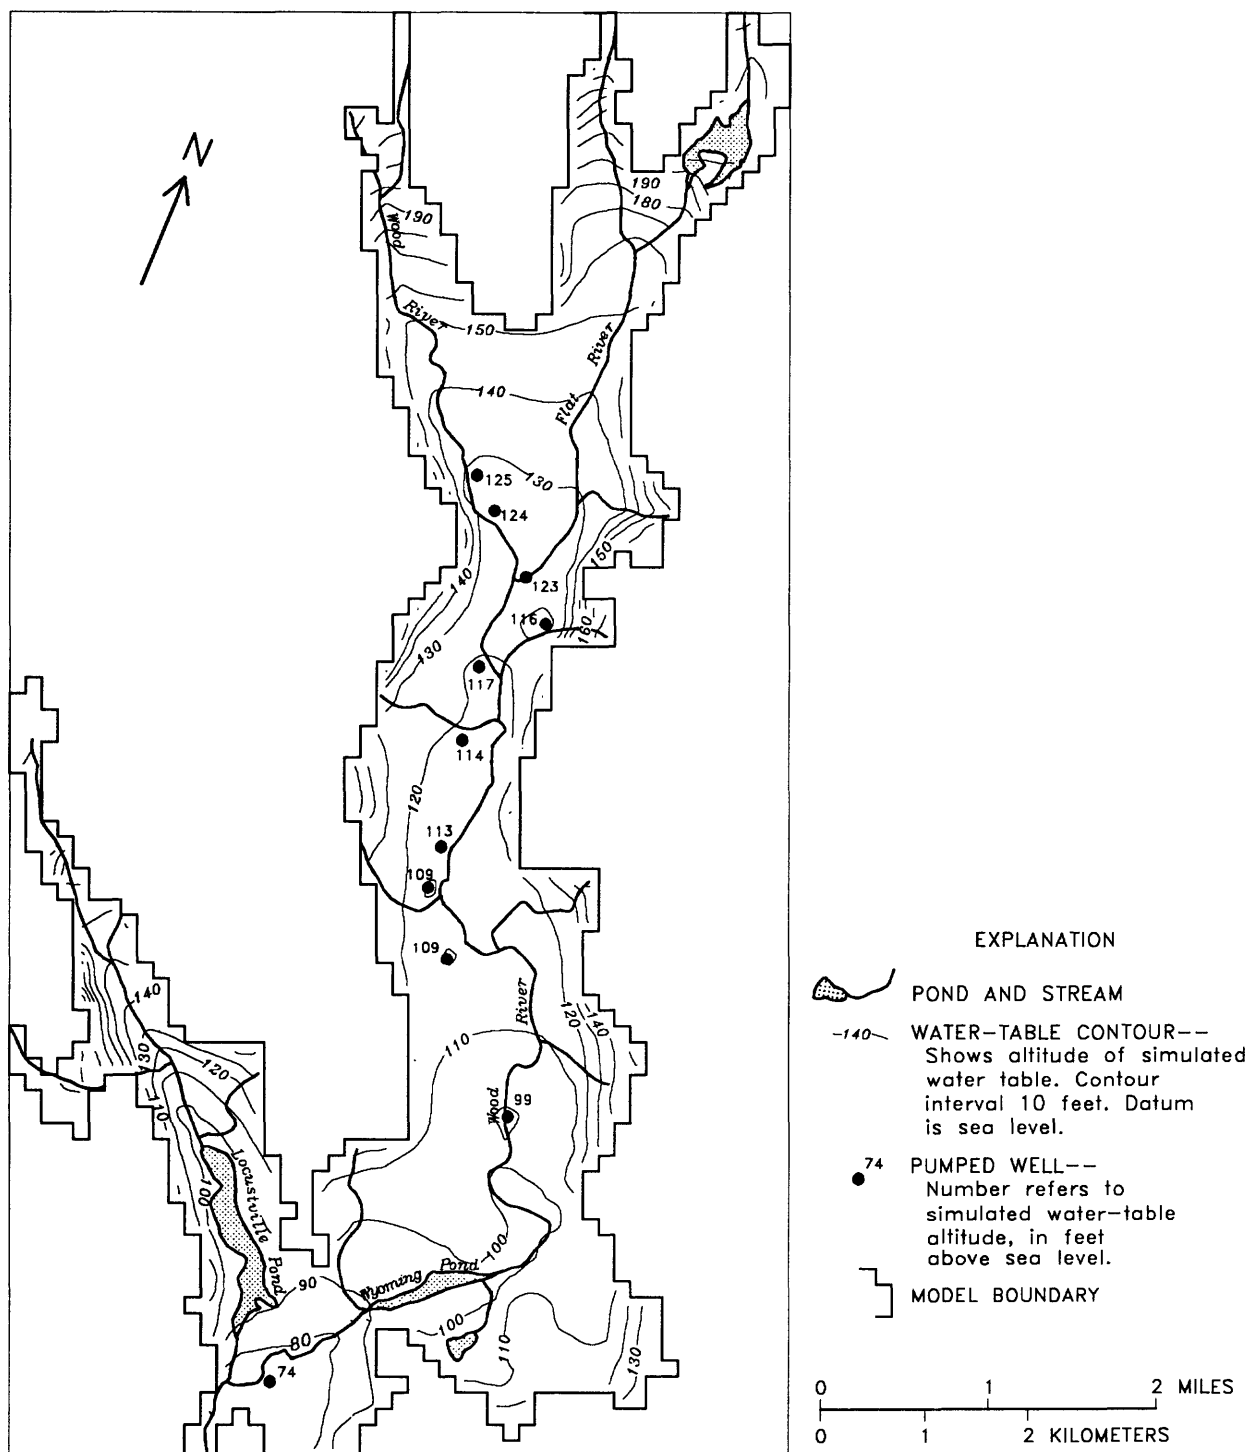 N
190
180
190
Wood
River
150
River
140
Flat
130
125
124
150
140
123
116
160
130
117
114
120
113
109
109
River
120
140
140
110
130
120
Wood
99
110
Locustville
Pond
100
100
Wyoming Pond
90
100
80
110
130
74
EXPLANATION
POND AND STREAM
-140- WATER-TABLE CONTOUR--
Shows altitude of simulated
water table. Contour
interval 10 feet. Datum
is sea level.
74 PUMPED WELL--
Number refers to
simulated water-table
altitude, in feet
above sea level.
MODEL BOUNDARY
0 1 2 MILES
0 1 2 KILOMETERS